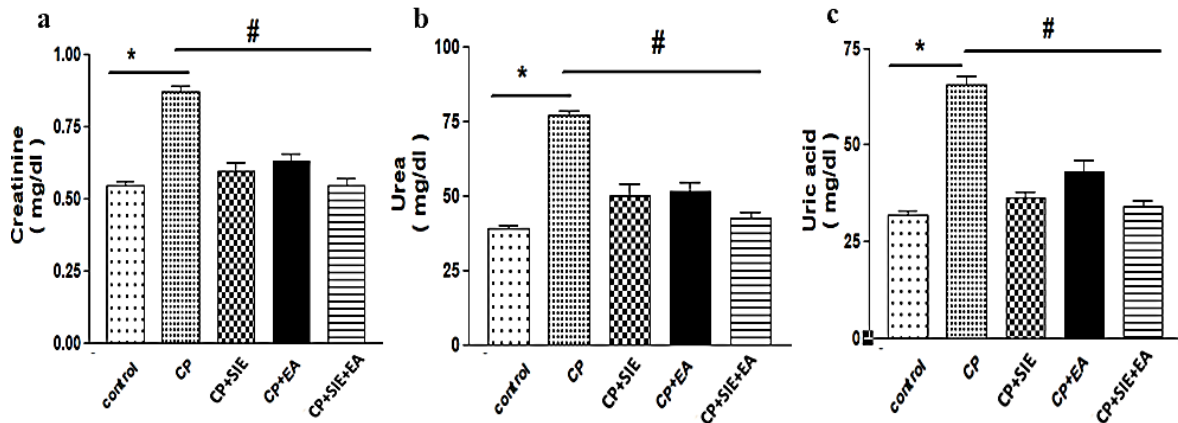 a
*
#
Creatinine
( mg/dl )
1.00
0.75
0.50
0.25
0.00
control
CP
CP+SIE
CP+EA
CP+SIE+EA
b
*
#
Urea
( mg/dl )
100
75
50
25
0
control
CP
CP+SIE
CP+EA
CP+SIE+EA
c
*
#
Uric acid
( mg/dl )
75
50
25
0
control
CP
CP+SIE
CP+EA
CP+SIE+EA